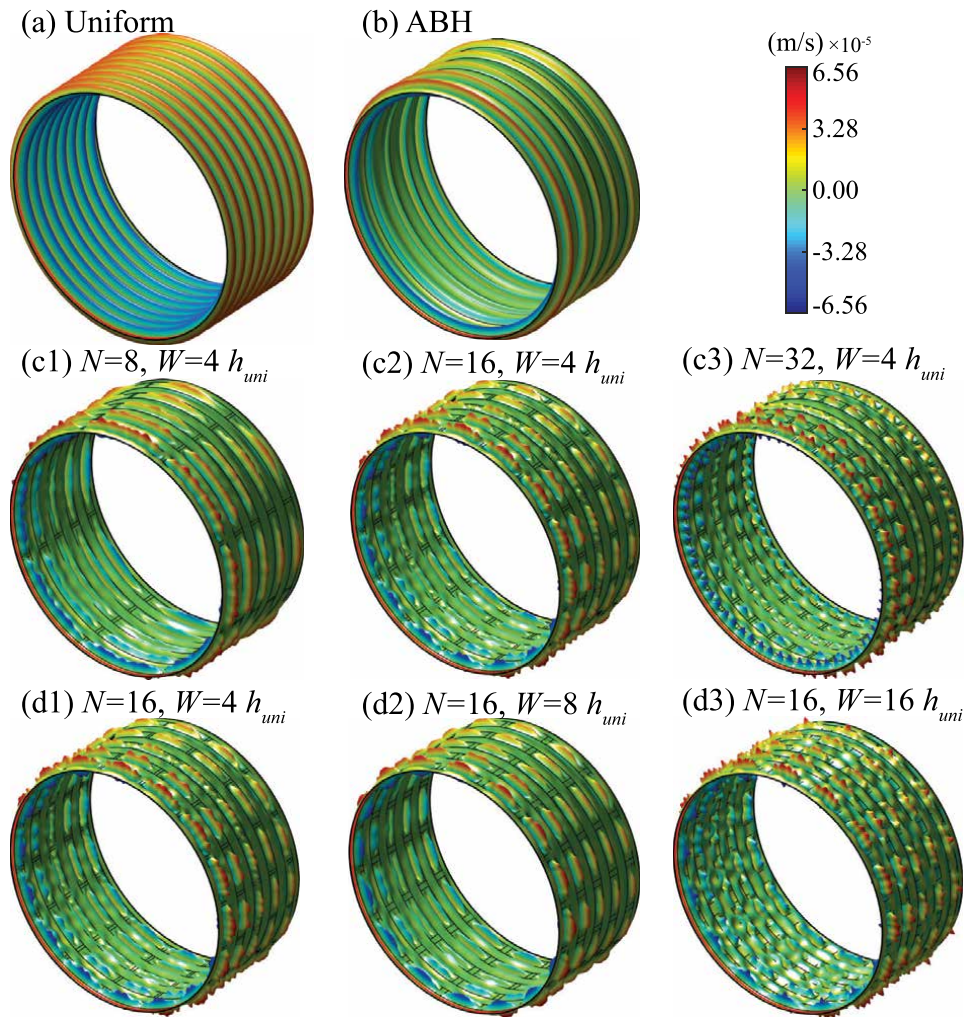 (a) Uniform
(b) ABH
(m/s) ×10⁻⁵
6.56
3.28
0.00
-3.28
-6.56
(c1) N=8, W=4 h_uni
(c2) N=16, W=4 h_uni
(c3) N=32, W=4 h_uni
(d1) N=16, W=4 h_uni
(d2) N=16, W=8 h_uni
(d3) N=16, W=16 h_uni